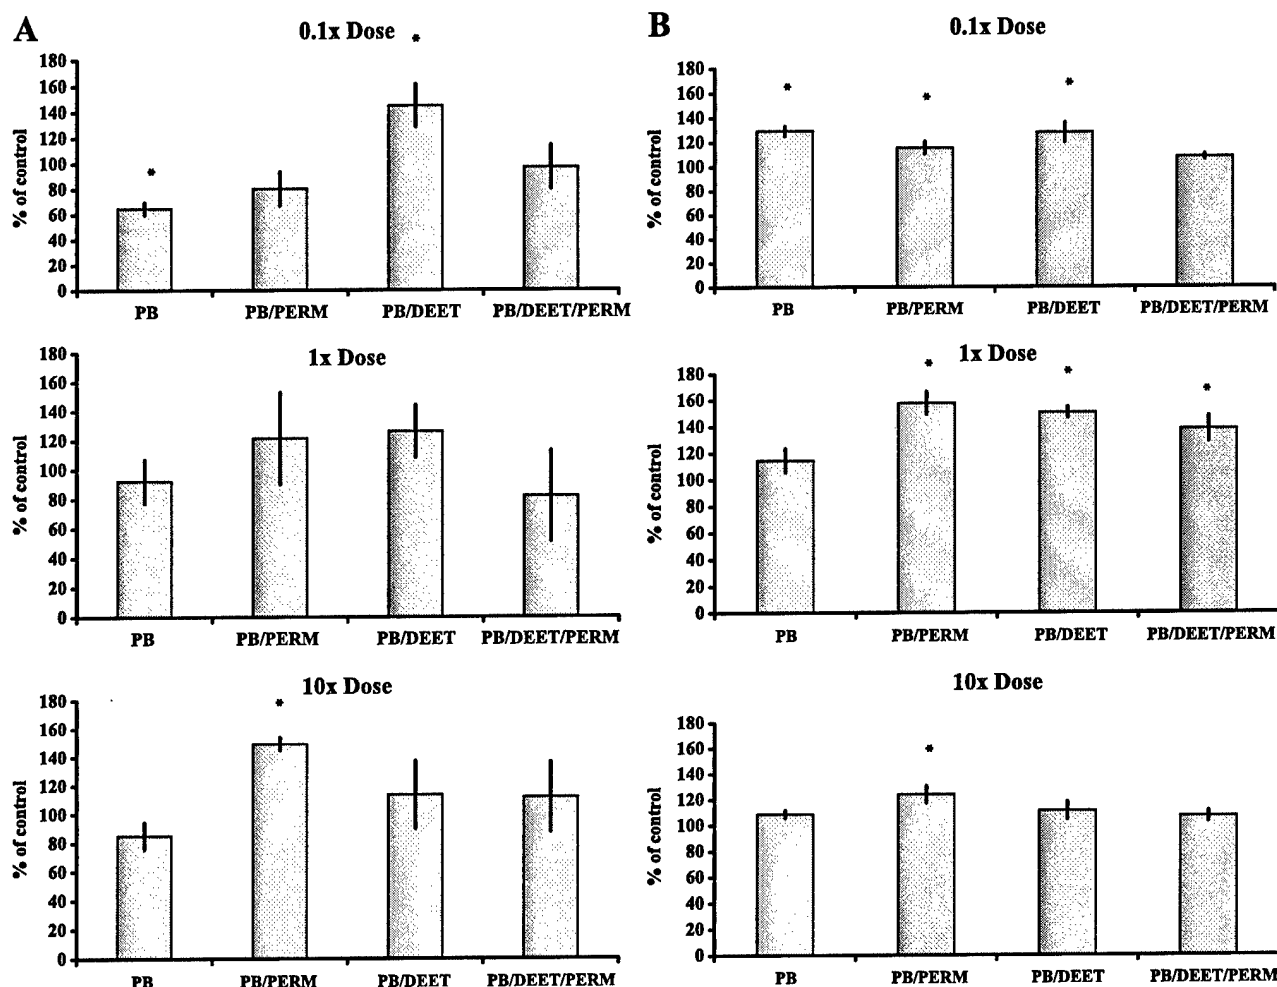 A
0.1x Dose
*
*
% of control
180
160
140
120
100
80
60
40
20
0
PB
PB/PERM
PB/DEET
PB/DEET/PERM
1x Dose
% of control
180
160
140
120
100
80
60
40
20
0
PB
PB/PERM
PB/DEET
PB/DEET/PERM
10x Dose
*
% of control
180
160
140
120
100
80
60
40
20
0
PB
PB/PERM
PB/DEET
PB/DEET/PERM
B
0.1x Dose
*
*
*
% of control
180
160
140
120
100
80
60
40
20
0
PB
PB/PERM
PB/DEET
PB/DEET/PERM
1x Dose
*
*
*
% of control
180
160
140
120
100
80
60
40
20
0
PB
PB/PERM
PB/DEET
PB/DEET/PERM
10x Dose
*
% of control
180
160
140
120
100
80
60
40
20
0
PB
PB/PERM
PB/DEET
PB/DEET/PERM